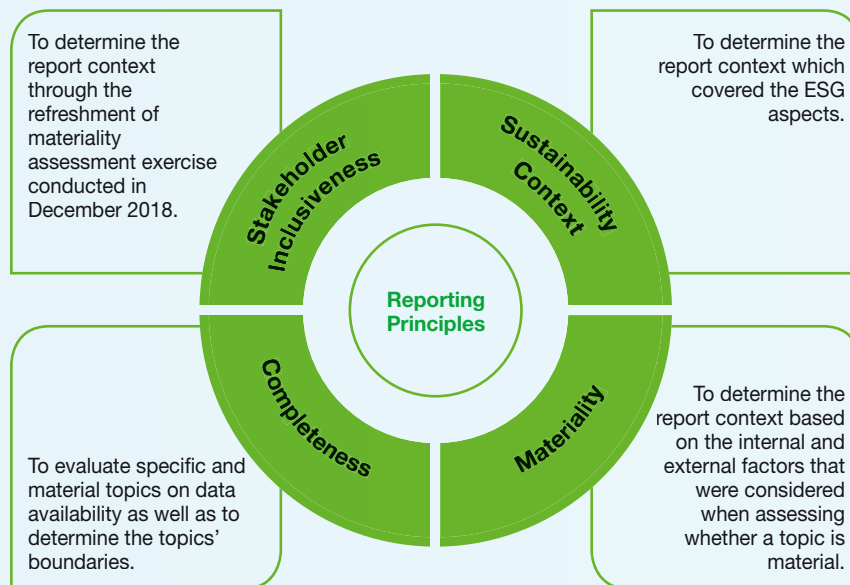 To determine the
report context
through the
refreshment of
materiality
assessment exercise
conducted in
December 2018.
Stakeholder
Inclusiveness
To determine the
report context which
covered the ESG
aspects.
Sustainability
Context
Reporting
Principles
To evaluate specific and
material topics on data
availability as well as to
determine the topics’
boundaries.
Completeness
To determine the
report context based
on the internal and
external factors that
were considered
when assessing
whether a topic is
material.
Materiality